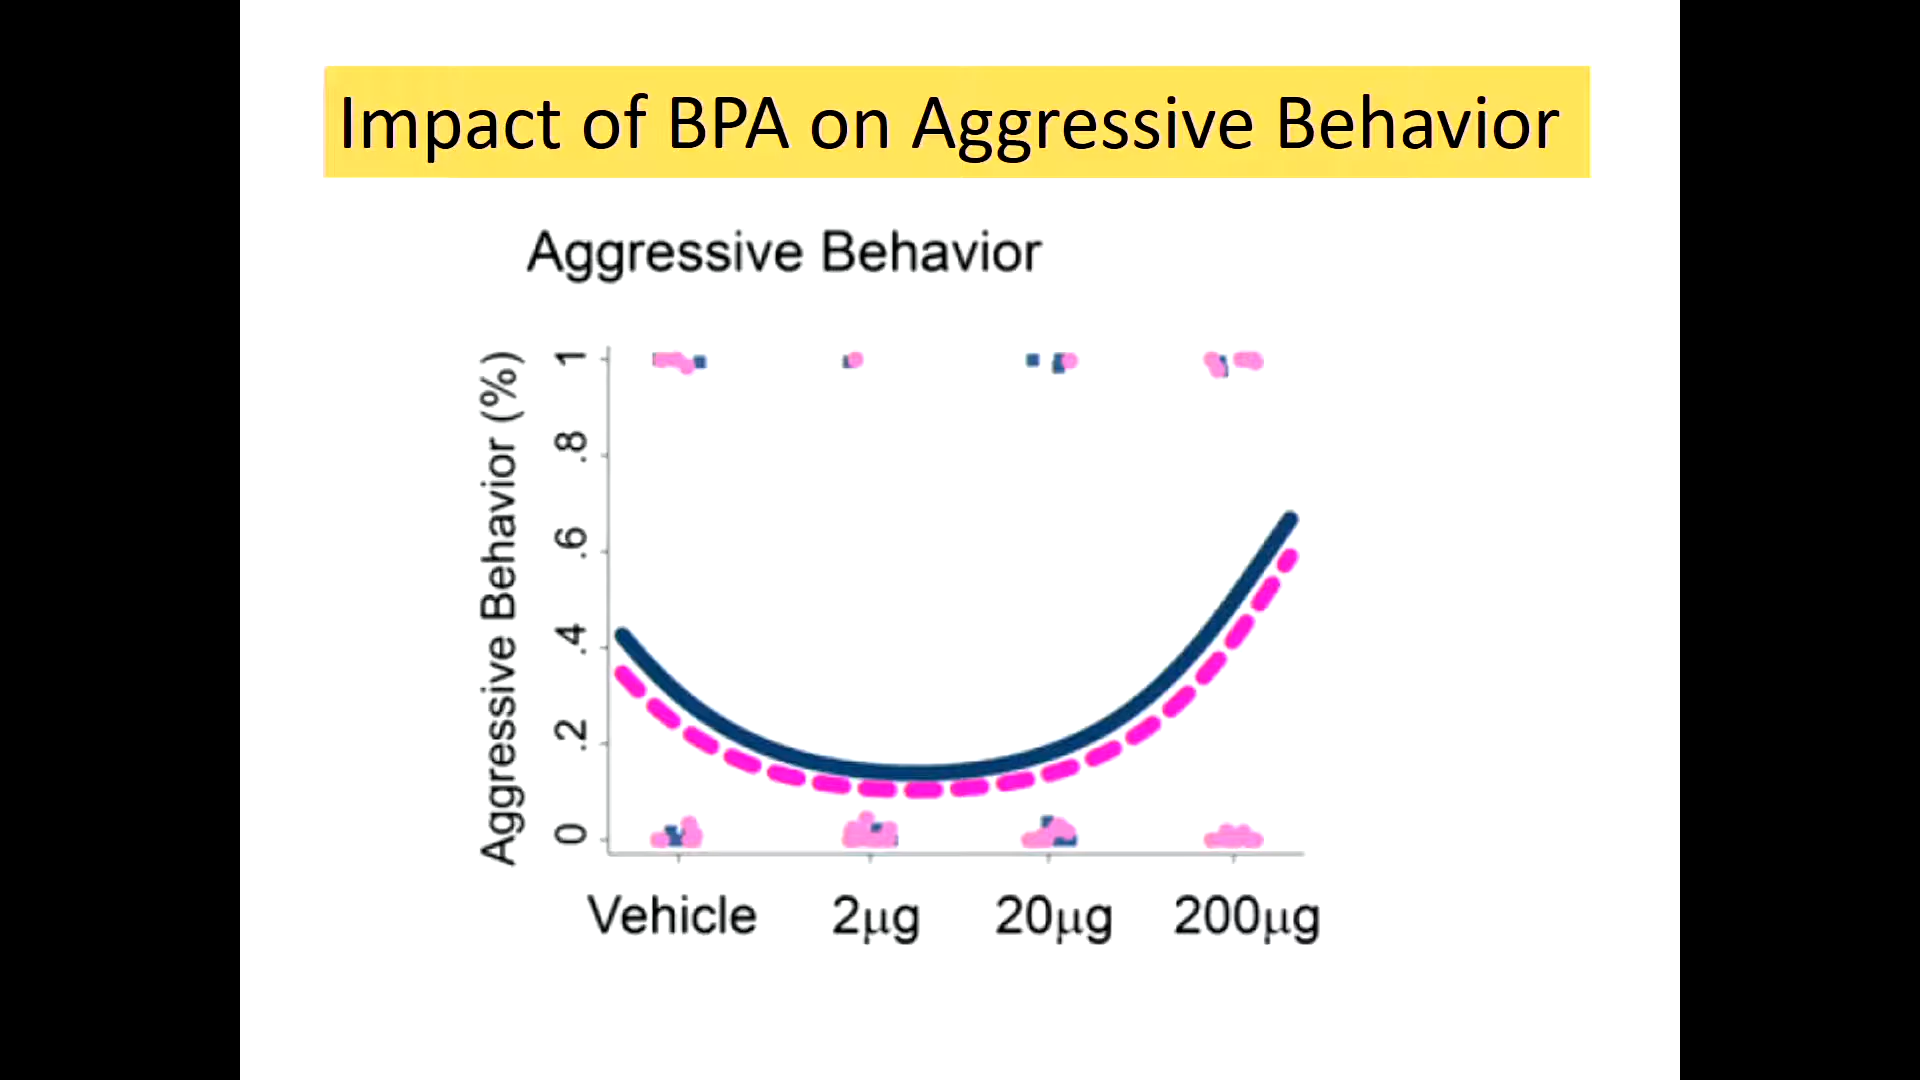 Impact of BPA on Aggressive Behavior
Aggressive Behavior
Aggressive Behavior (%)
1
.8
.6
.4
.2
0
Vehicle 2µg 20µg 200µg